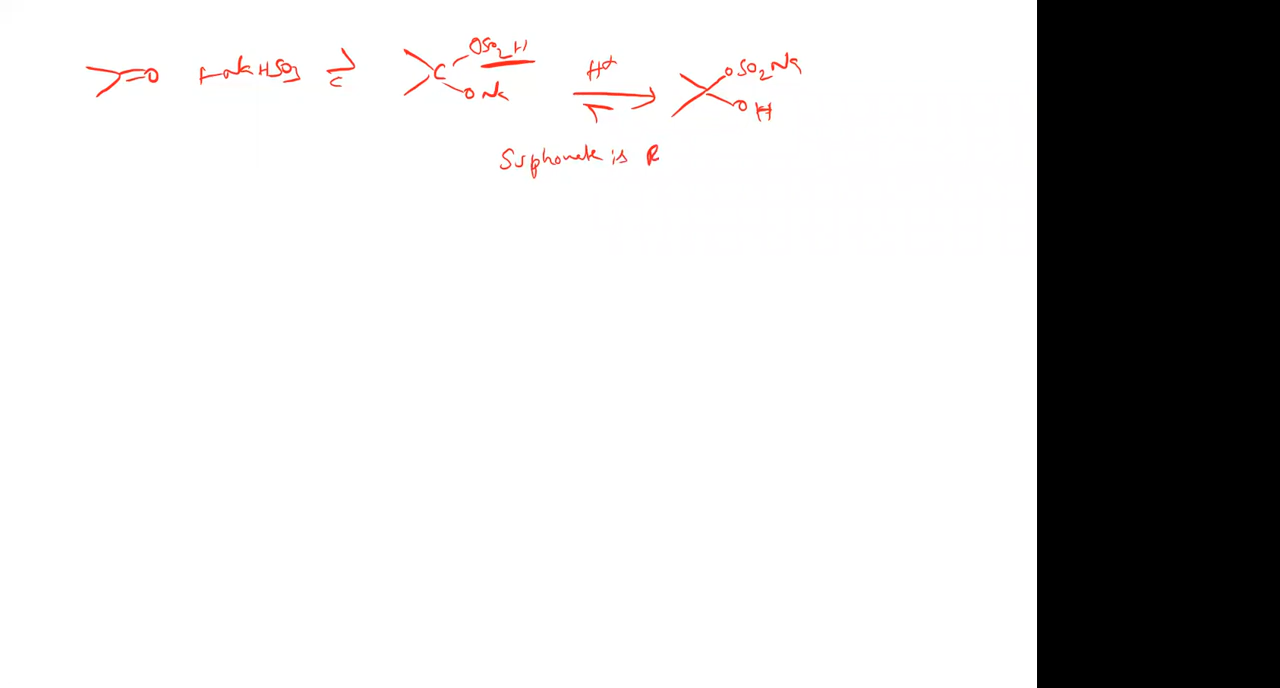 =O + NaHSO3 ⇌ C OSO2H ONa H+ ⇌ OSO2Na OH
Sulphonate is R